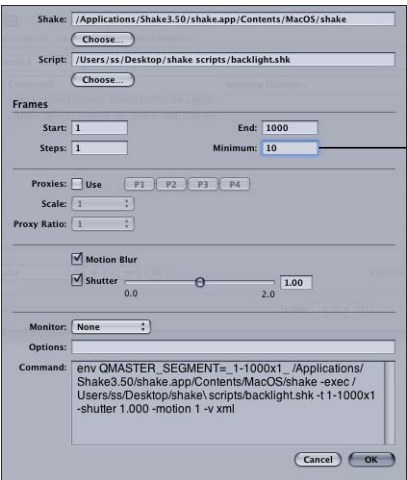 Shake: /Applications/Shake3.50/shake.app/Contents/MacOS/shake
Choose...
Script: /Users/ss/Desktop/shake scripts/backlight.shk
Choose...
Frames
Start: 1 End: 1000
Steps: 1 Minimum: 10
Proxies: Use P1 P2 P3 P4
Scale: 1
Proxy Ratio: 1
Motion Blur
Shutter 1.00
0.0 2.0
Monitor: None
Options:
Command: env QMASTER_SEGMENT=_1-1000x1_ /Applications/
Shake3.50/shake.app/Contents/MacOS/shake -exec /
Users/ss/Desktop/shake\ scripts/backlight.shk -t 1-1000x1
-shutter 1.000 -motion 1 -v xml
Cancel OK